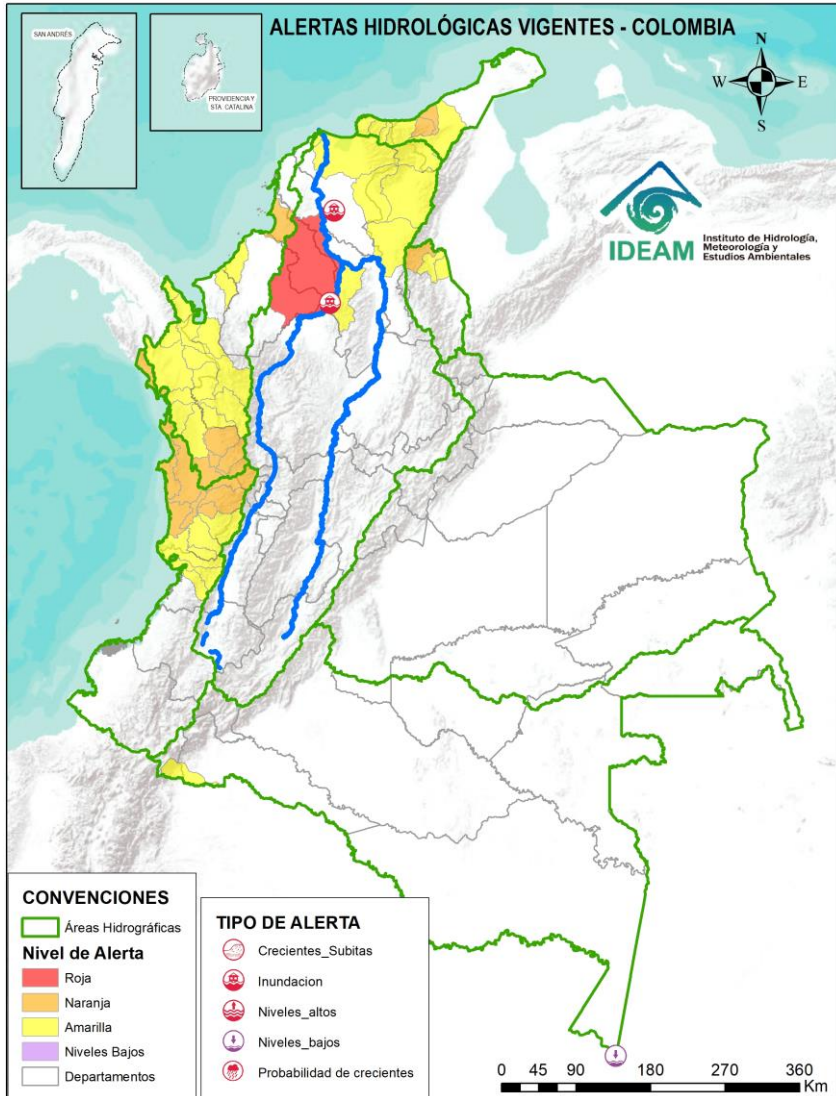 ALERTAS HIDROLÓGICAS VIGENTES - COLOMBIA
SAN ANDRÉS
PROVIDENCIA Y
STA. CATALINA
N
W E
S
IDEAM
Instituto de Hidrología,
Meteorología y
Estudios Ambientales
CONVENCIONES
Áreas Hidrográficas
Nivel de Alerta
Roja
Naranja
Amarilla
Niveles Bajos
Departamentos
TIPO DE ALERTA
Crecientes_Subitas
Inundacion
Niveles_altos
Niveles_bajos
Probabilidad de crecientes
0 45 90 180 270 360
Km